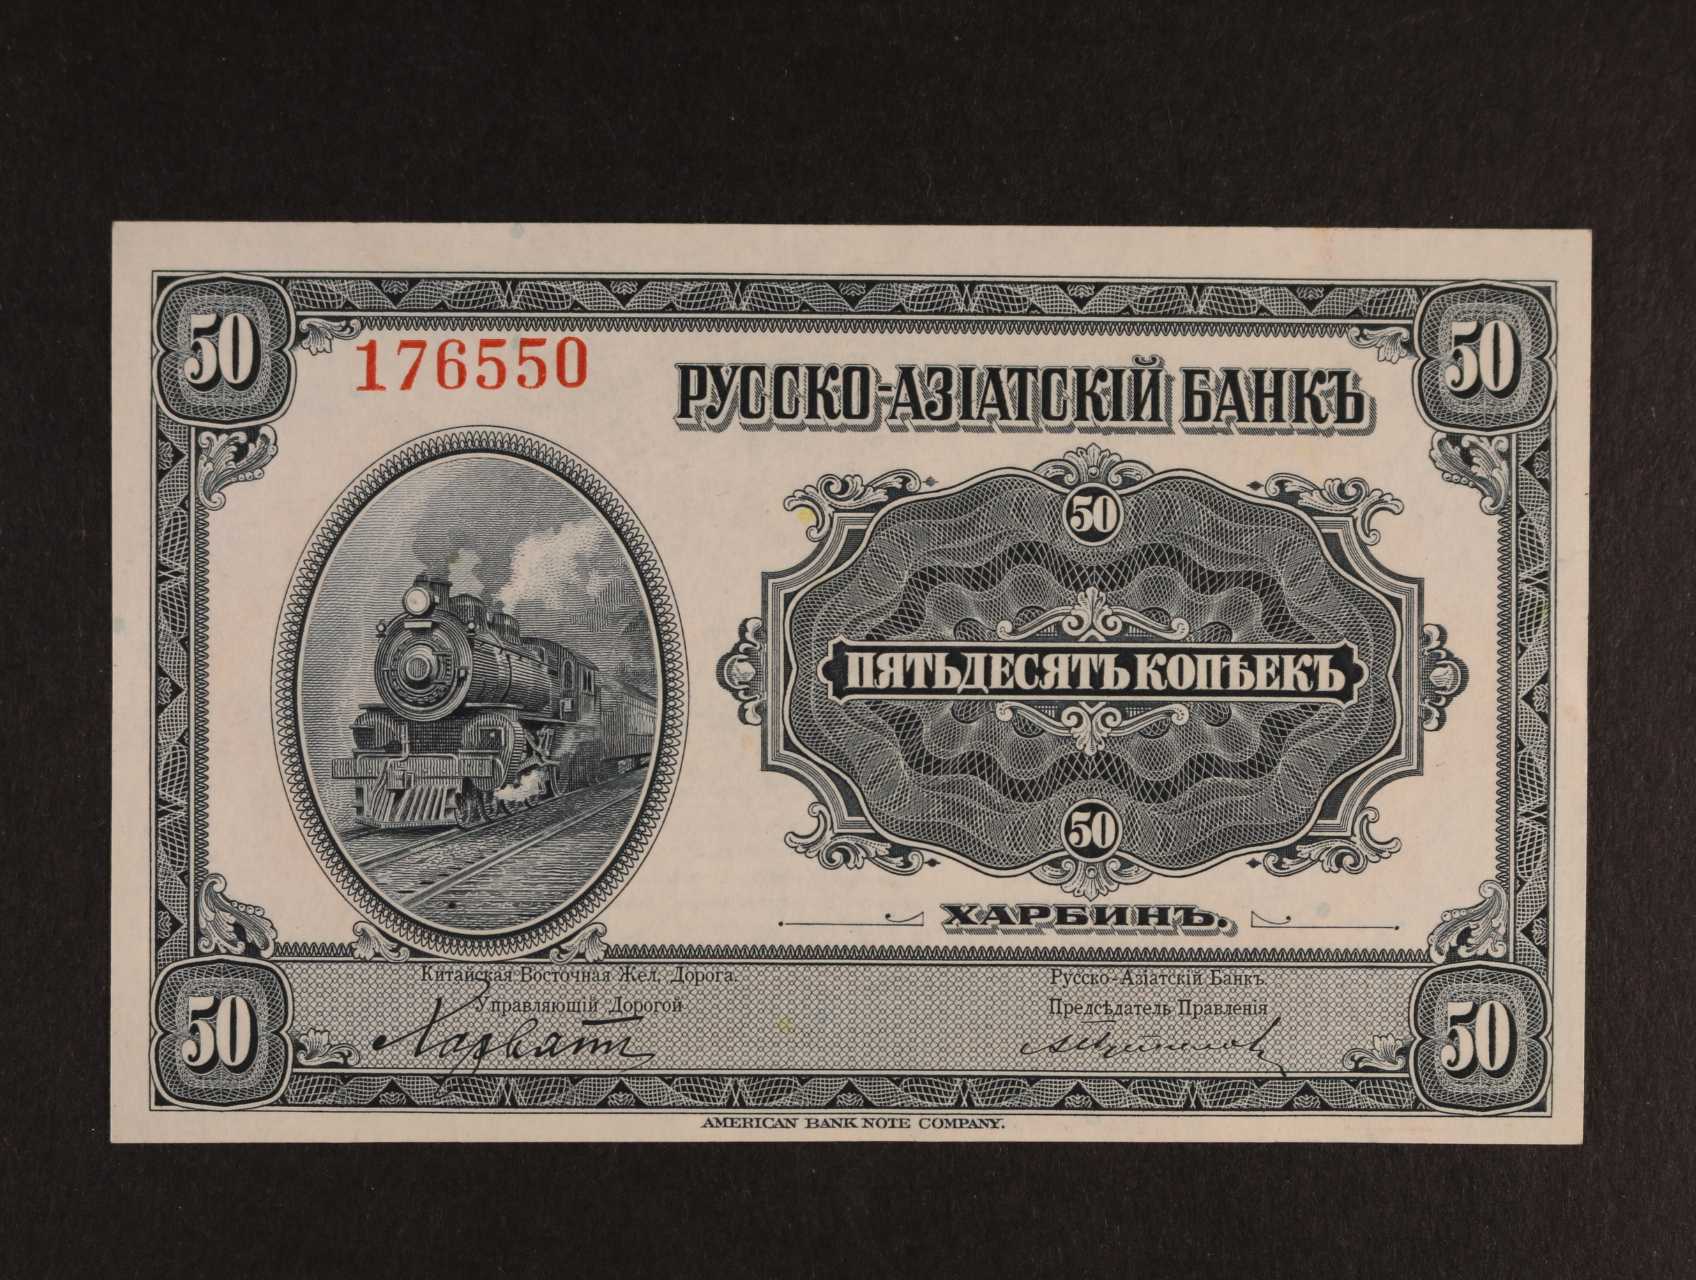 50
50
176550
РУССКО-АЗІАТСКІЙ БАНКЪ
50
ПЯТЬДЕСЯТЪ КОПѢЕКЪ
50
ХАРБИНЪ.
Китайская Восточная Жел. Дорога.
Русско-Азіатскій Банкъ
Управляющій Дорогой
Предсѣдатель Правленія
Хорватъ
50
50
AMERICAN BANK NOTE COMPANY.